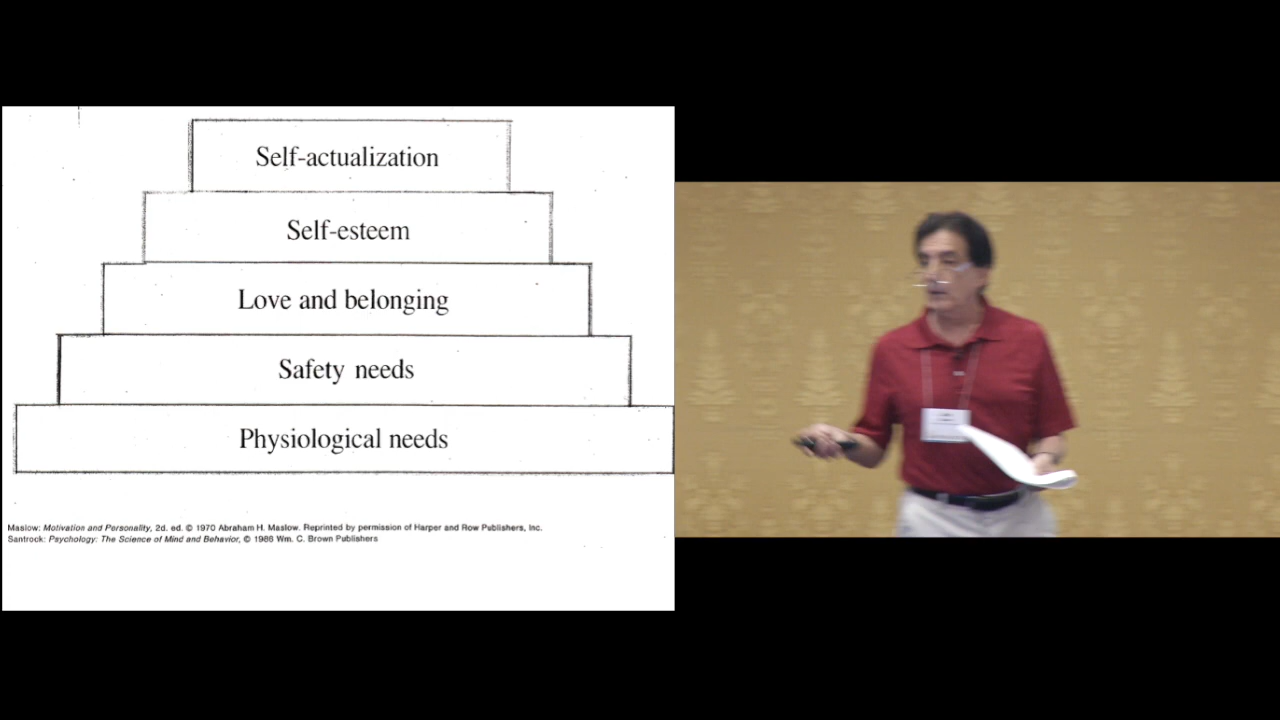 Self-actualization
Self-esteem
Love and belonging
Safety needs
Physiological needs
Maslow: Motivation and Personality, 2d. ed. © 1970 Abraham H. Maslow. Reprinted by permission of Harper and Row Publishers, Inc.
Santrock: Psychology: The Science of Mind and Behavior, © 1986 Wm. C. Brown Publishers